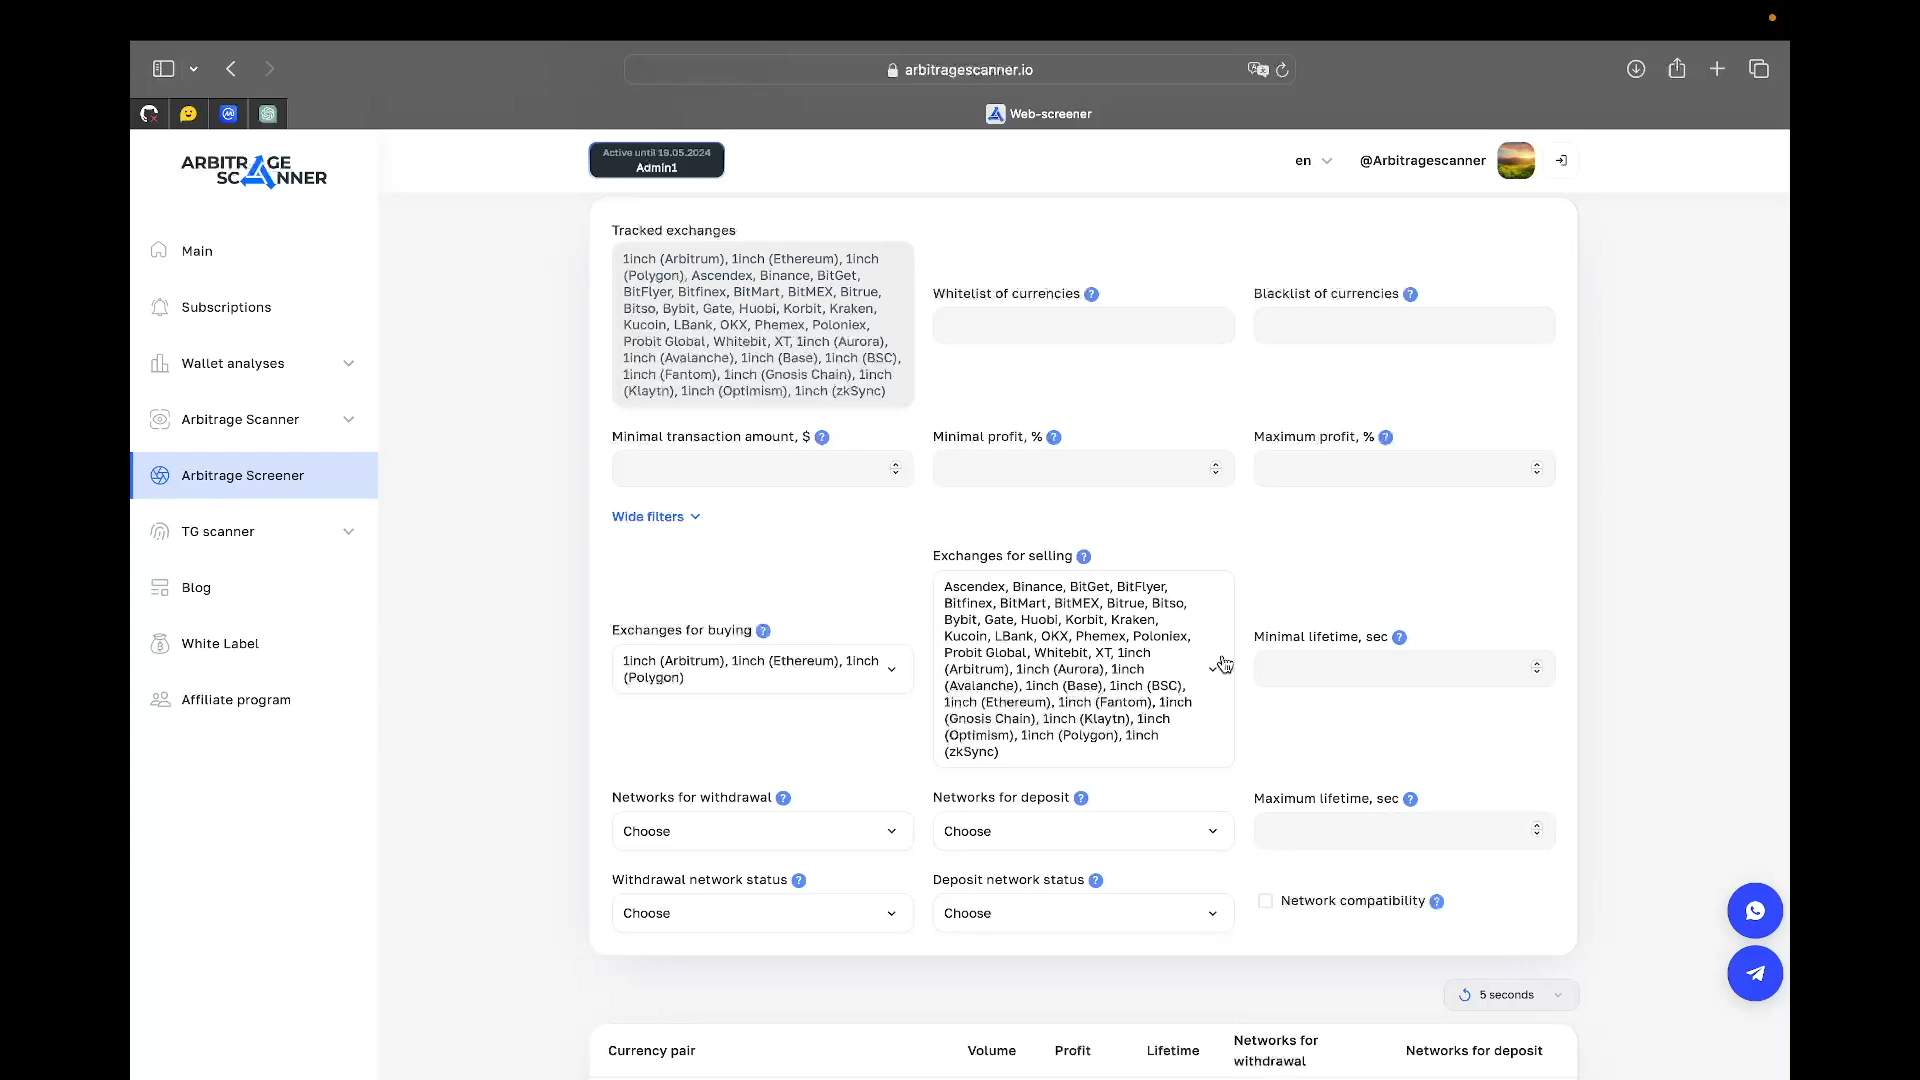 arbitragescanner.io
Web-screener
ARBITRAGE
SCANNER
Active until 19.05.2024
Admin1
en
@Arbitragescanner
Main
Subscriptions
Wallet analyses
Arbitrage Scanner
Arbitrage Screener
TG scanner
Blog
White Label
Affiliate program
Tracked exchanges
1inch (Arbitrum), 1inch (Ethereum), 1inch
(Polygon), Ascendex, Binance, BitGet,
BitFlyer, Bitfinex, BitMart, BitMEX, Bitrue,
Bitso, Bybit, Gate, Huobi, Korbit, Kraken,
Kucoin, LBank, OKX, Phemex, Poloniex,
Probit Global, Whitebit, XT, 1inch (Aurora),
1inch (Avalanche), 1inch (Base), 1inch (BSC),
1inch (Fantom), 1inch (Gnosis Chain), 1inch
(Klaytn), 1inch (Optimism), 1inch (zkSync)
Whitelist of currencies ?
Blacklist of currencies ?
Minimal transaction amount, $ ?
Minimal profit, % ?
Maximum profit, % ?
Wide filters
Exchanges for buying ?
1inch (Arbitrum), 1inch (Ethereum), 1inch
(Polygon)
Exchanges for selling ?
Ascendex, Binance, BitGet, BitFlyer,
Bitfinex, BitMart, BitMEX, Bitrue, Bitso,
Bybit, Gate, Huobi, Korbit, Kraken,
Kucoin, LBank, OKX, Phemex, Poloniex,
Probit Global, Whitebit, XT, 1inch
(Arbitrum), 1inch (Aurora), 1inch
(Avalanche), 1inch (Base), 1inch (BSC),
1inch (Ethereum), 1inch (Fantom), 1inch
(Gnosis Chain), 1inch (Klaytn), 1inch
(Optimism), 1inch (Polygon), 1inch
(zkSync)
Minimal lifetime, sec ?
Networks for withdrawal ?
Choose
Networks for deposit ?
Choose
Maximum lifetime, sec ?
Withdrawal network status ?
Choose
Deposit network status ?
Choose
Network compatibility ?
5 seconds
Currency pair
Volume
Profit
Lifetime
Networks for
withdrawal
Networks for deposit